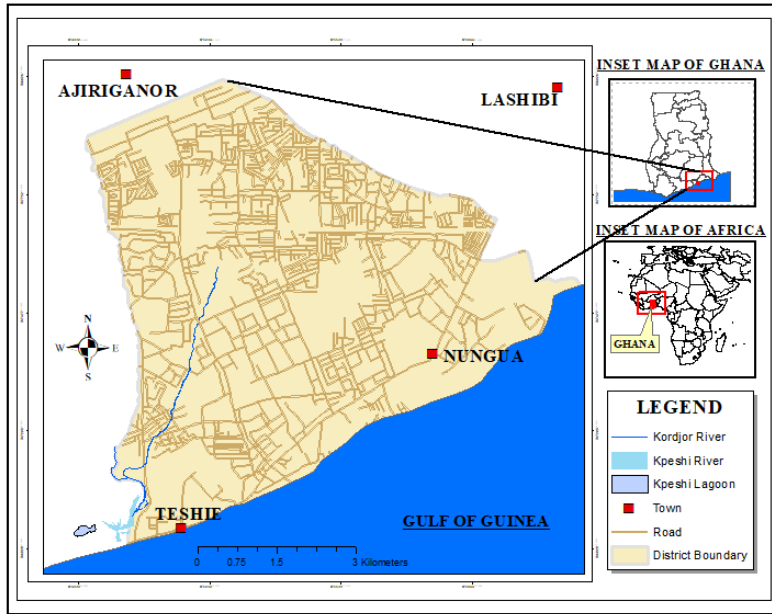 AJIRIGANOR
LASHIBI
N
W E
S
NUNGUA
TESHIE
GULF OF GUINEA
0 0.75 1.5 3 Kilometers
INSET MAP OF GHANA
INSET MAP OF AFRICA
GHANA
LEGEND
Kordjor River
Kpeshi River
Kpeshi Lagoon
Town
Road
District Boundary